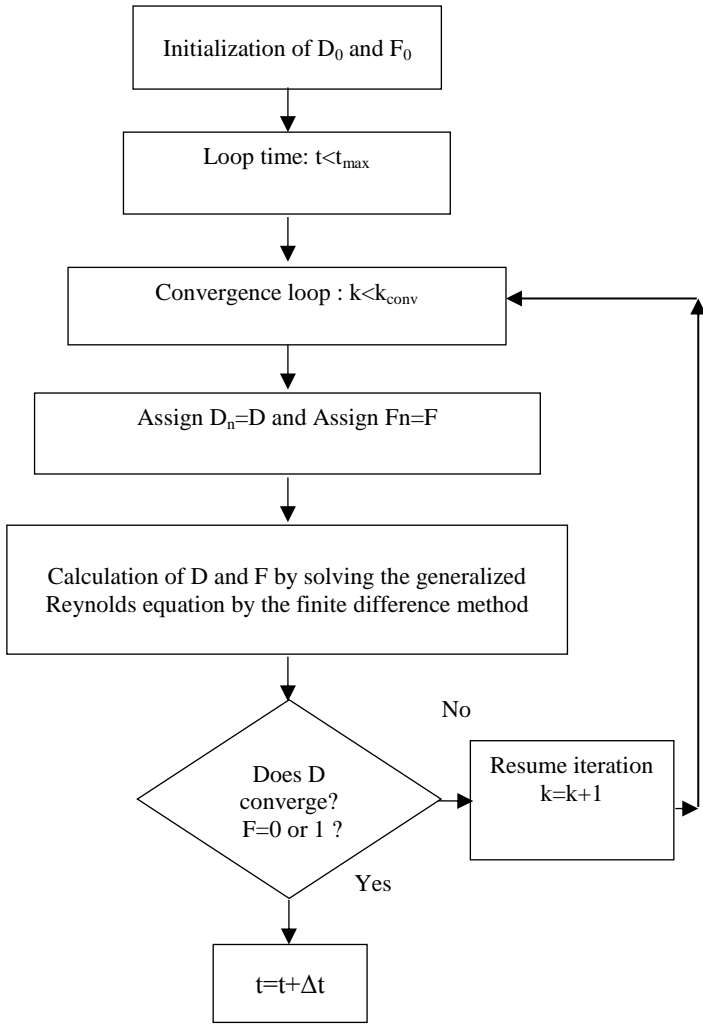 Initialization of D₀ and F₀
Loop time: t<tₘₐₓ
Convergence loop : k<k_conv
Assign Dₙ=D and Assign Fn=F
Calculation of D and F by solving the generalized
Reynolds equation by the finite difference method
Does D
converge?
F=0 or 1 ?
No
Resume iteration
k=k+1
Yes
t=t+Δt